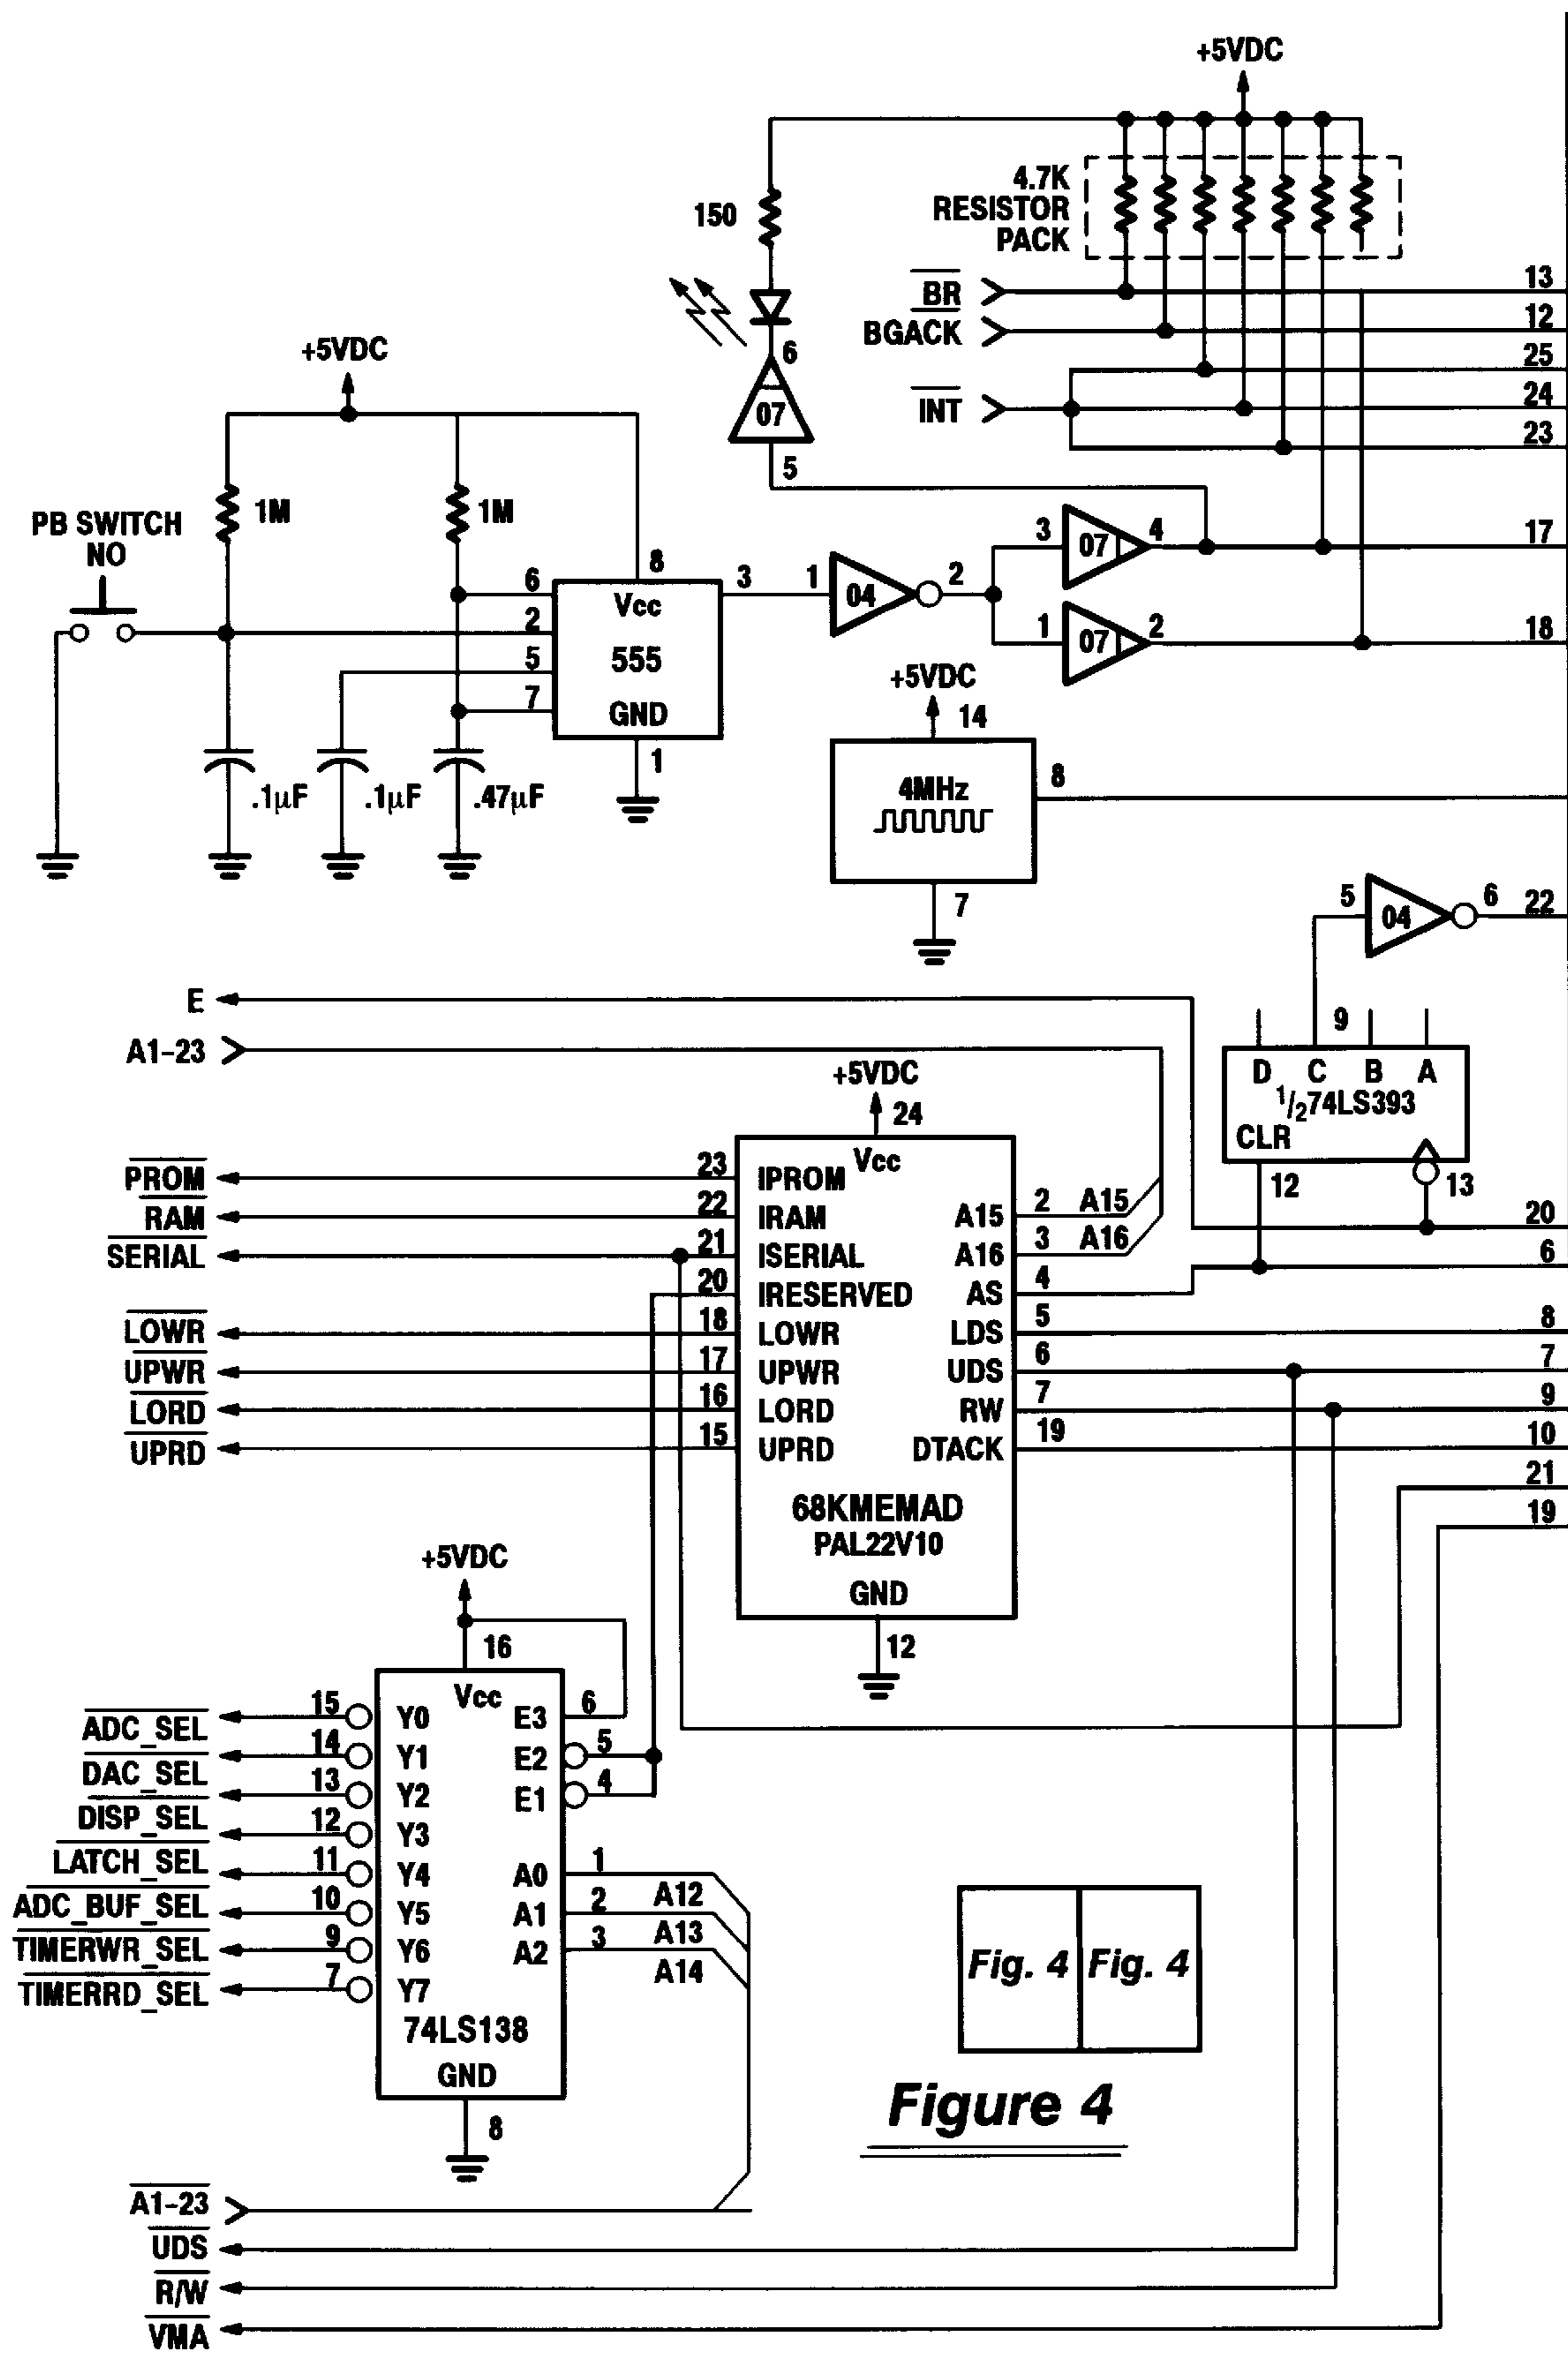 +5VDC
4.7K
RESISTOR
PACK
150
BR
13
BGACK
12
25
INT
24
23
6
07
5
+5VDC
1M
1M
PB SWITCH
NO
8
6
2
5
7
Vcc
555
GND
1
3
1
04
2
3
07
4
17
1
07
2
18
.1µF
.1µF
.47µF
+5VDC
14
4MHz
8
7
5
04
6
22
E
A1-23
9
D C B A
1/2 74LS393
CLR
12
13
+5VDC
24
Vcc
PROM
23
IPROM
RAM
22
IRAM
A15
2
A15
20
SERIAL
21
ISERIAL
A16
3
A16
6
20
IRESERVED
AS
4
LOWR
18
LOWR
LDS
5
8
UPWR
17
UPWR
UDS
6
7
LORD
16
LORD
RW
7
9
UPRD
15
UPRD
DTACK
19
10
21
19
68KMEMAD
PAL22V10
GND
12
+5VDC
16
Vcc
ADC_SEL
15
Y0
E3
6
DAC_SEL
14
Y1
E2
5
DISP_SEL
13
Y2
E1
4
LATCH_SEL
12
Y3
ADC_BUF_SEL
11
Y4
A0
1
A12
TIMERWR_SEL
10
Y5
A1
2
A13
TIMERRD_SEL
9
Y6
A2
3
A14
7
Y7
74LS138
GND
8
Fig. 4
Fig. 4
Figure 4
A1-23
UDS
R/W
VMA